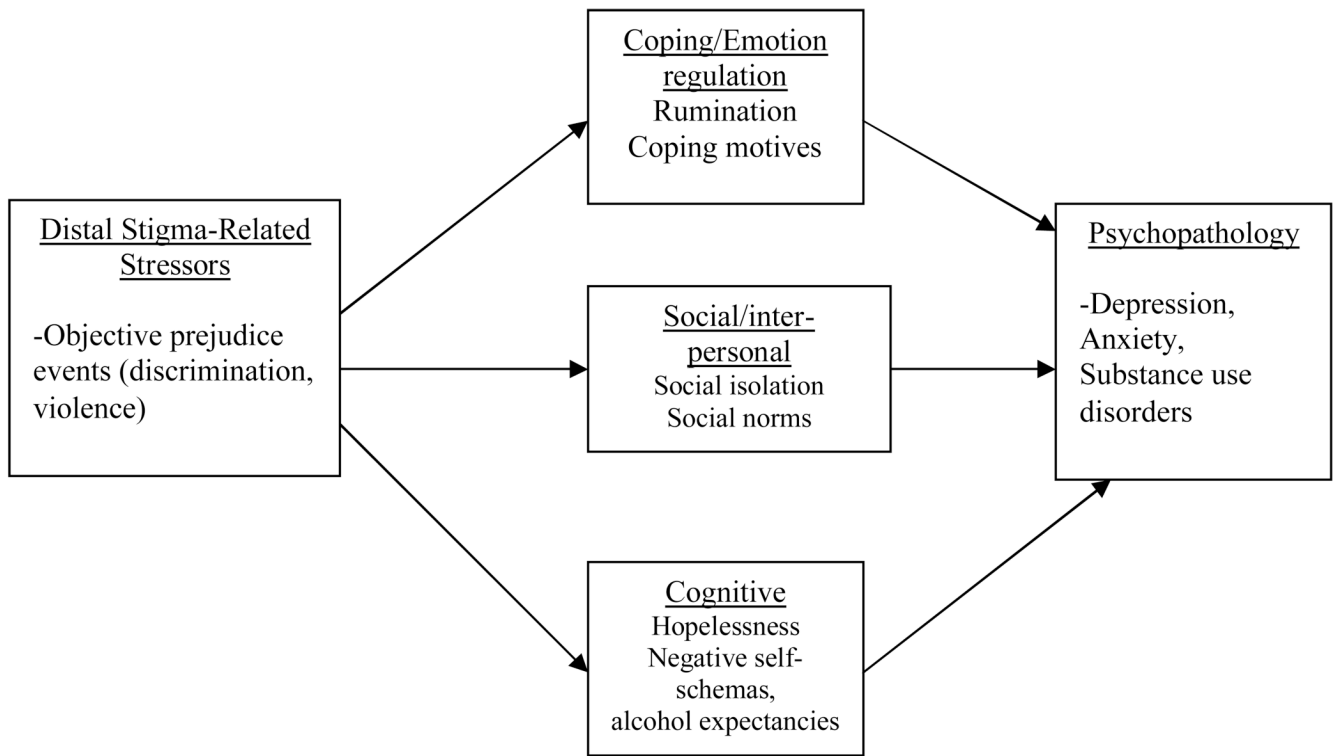 Coping/Emotion
regulation
Rumination
Coping motives
Distal Stigma-Related
Stressors
-Objective prejudice
events (discrimination,
violence)
Social/inter-
personal
Social isolation
Social norms
Cognitive
Hopelessness
Negative self-
schemas,
alcohol expectancies
Psychopathology
-Depression,
Anxiety,
Substance use
disorders